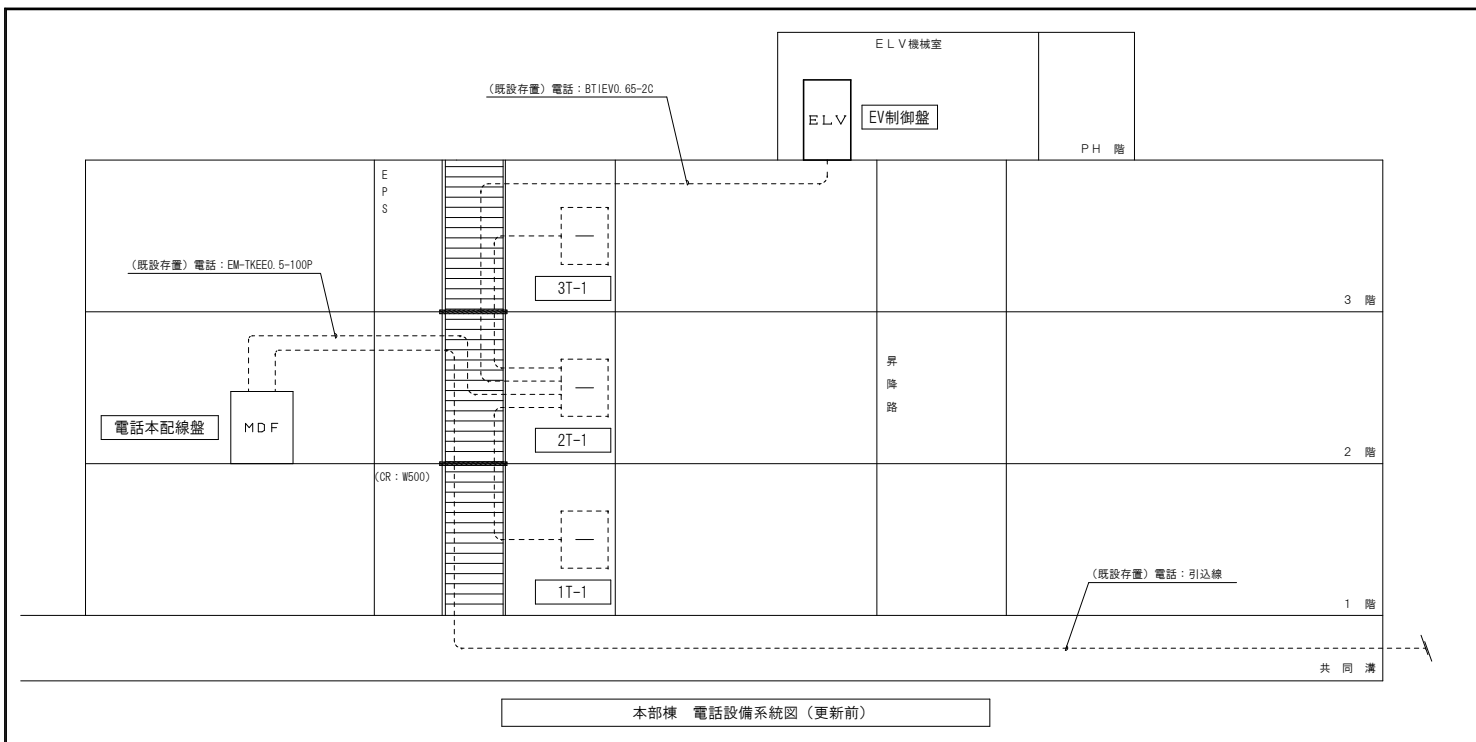 ELV機械室
(既設存置) 電話:BTIEV0.65-2C
ELV
EV制御盤
PH 階
EPS
(既設存置) 電話:EM-TKEE0.5-100P
3T-1
3 階
昇降路
電話本配線盤
MDF
2T-1
2 階
(CR:W500)
(既設存置) 電話:引込線
1T-1
1 階
共同溝
本部棟 電話設備系統図(更新前)